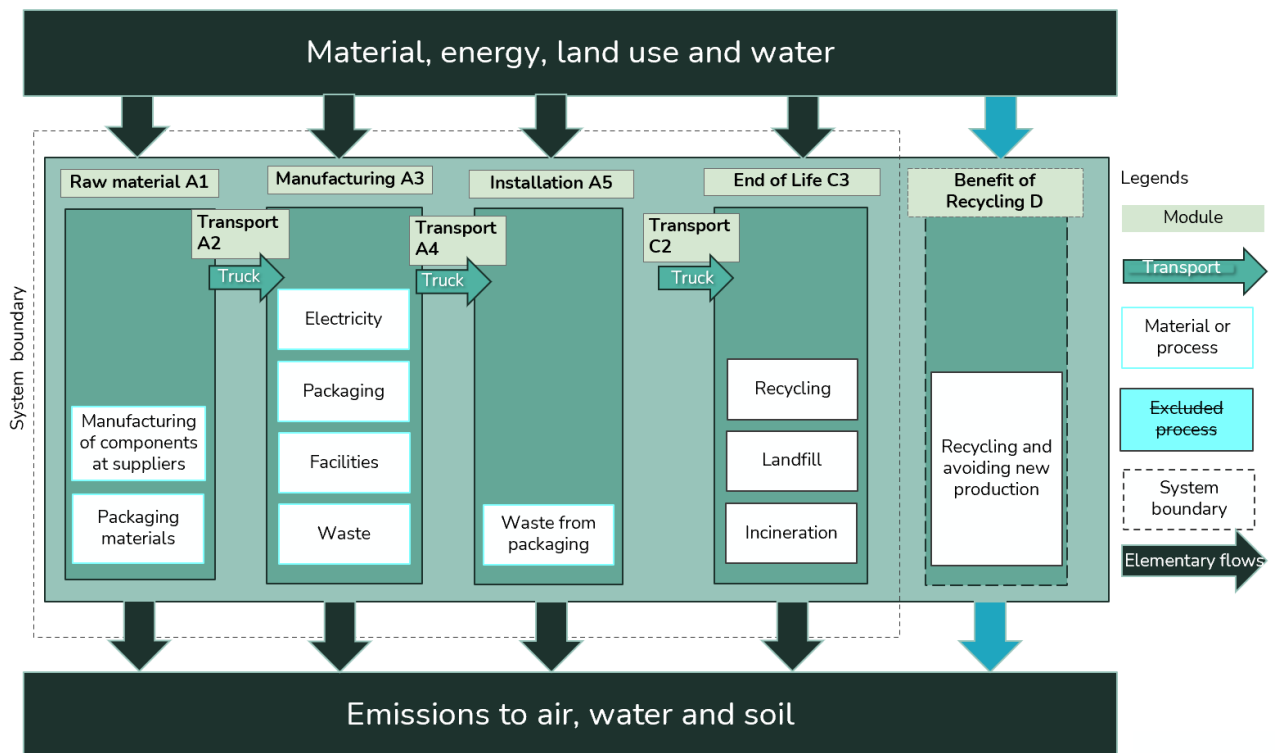 Material, energy, land use and water
Raw material A1
Manufacturing A3
Installation A5
End of Life C3
Benefit of
Recycling D
Legends
Module
Transport
A2
Transport
A4
Transport
C2
Truck
Truck
Truck
Transport
System boundary
Electricity
Packaging
Facilities
Waste
Manufacturing
of components
at suppliers
Packaging
materials
Waste from
packaging
Recycling
Landfill
Incineration
Recycling and
avoiding new
production
Material or
process
Excluded
process
System
boundary
Elementary flows
Emissions to air, water and soil